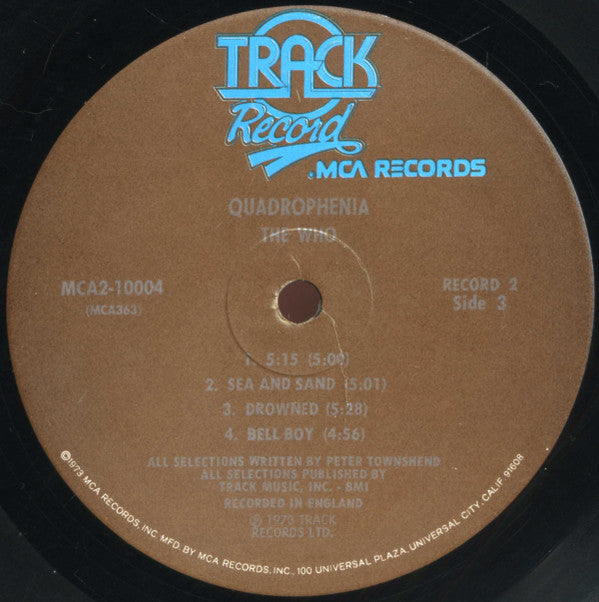 TRACK
Record
MCA RECORDS
QUADROPHENIA
THE WHO
MCA2-10004
(MCA363)
RECORD 2
Side 3
1. 5:15 (5:00)
2. SEA AND SAND (5:01)
3. DROWNED (5:28)
4. BELL BOY (4:56)
ALL SELECTIONS WRITTEN BY PETER TOWNSHEND
ALL SELECTIONS PUBLISHED BY
TRACK MUSIC, INC. - BMI
RECORDED IN ENGLAND
℗ 1973 TRACK
RECORDS LTD.
©1973 MCA RECORDS, INC. MFD. BY MCA RECORDS, INC., 100 UNIVERSAL PLAZA, UNIVERSAL CITY, CALIF. 91608